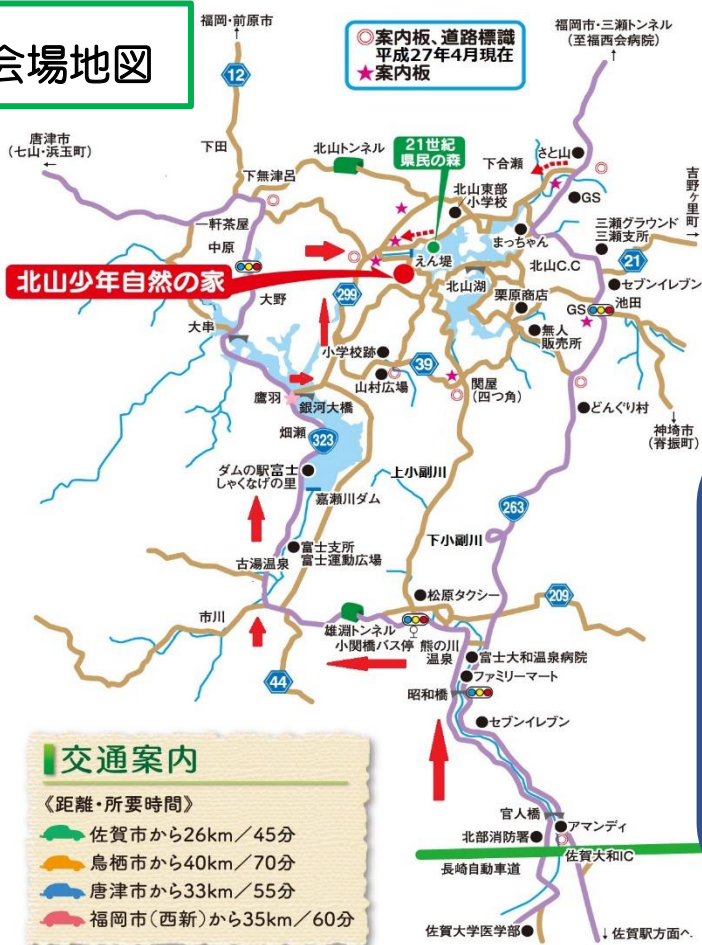 会場地図
福岡・前原市
◎案内板、道路標識
平成27年4月現在
★案内板
福岡市・三瀬トンネル
(至福西会病院)
12
唐津市
(七山・浜玉町)
下田
北山トンネル
21世紀
県民の森
下合瀬
さと山
吉野ヶ里町
下無津呂
北山東部
小学校
GS
三瀬グラウンド
三瀬支所
一軒茶屋
中原
まっちゃん
えん堤
北山C.C
21
北山少年自然の家
大野
299
北山湖
栗原商店
セブンイレブン
GS
池田
大串
無人
販売所
小学校跡
39
山村広場
関屋
(四つ角)
鷹羽
銀河大橋
どんぐり村
神埼市
(脊振町)
畑瀬
323
ダムの駅富士
しゃくなげの里
上小副川
嘉瀬川ダム
263
下小副川
富士支所
富士運動広場
古湯温泉
松原タクシー
209
市川
雄淵トンネル
小関橋バス停
熊の川
温泉
富士大和温泉病院
44
ファミリーマート
昭和橋
セブンイレブン
交通案内
《距離・所要時間》
佐賀市から26km/45分
鳥栖市から40km/70分
唐津市から33km/55分
福岡市(西新)から35km/60分
官人橋
アマンディ
北部消防署
佐賀大和IC
長崎自動車道
佐賀大学医学部
↓佐賀駅方面へ